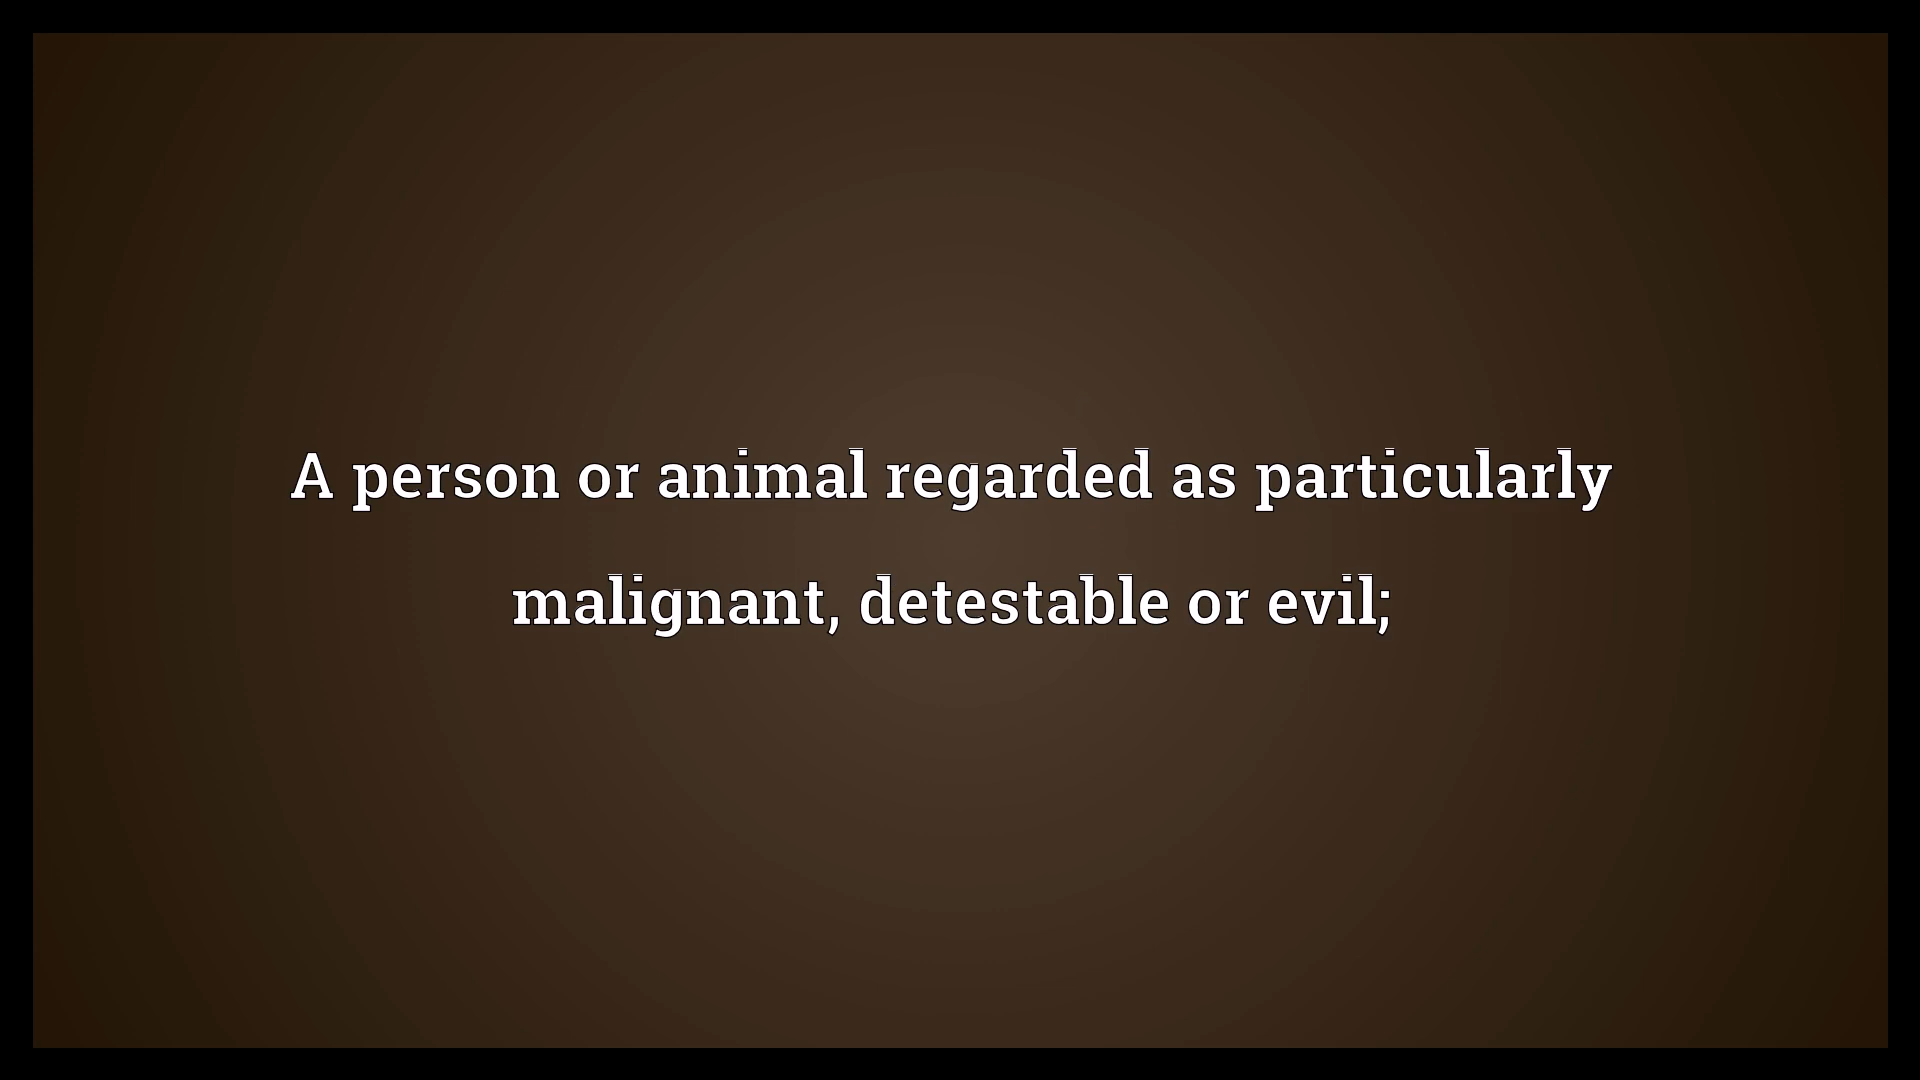 A person or animal regarded as particularly
malignant, detestable or evil;